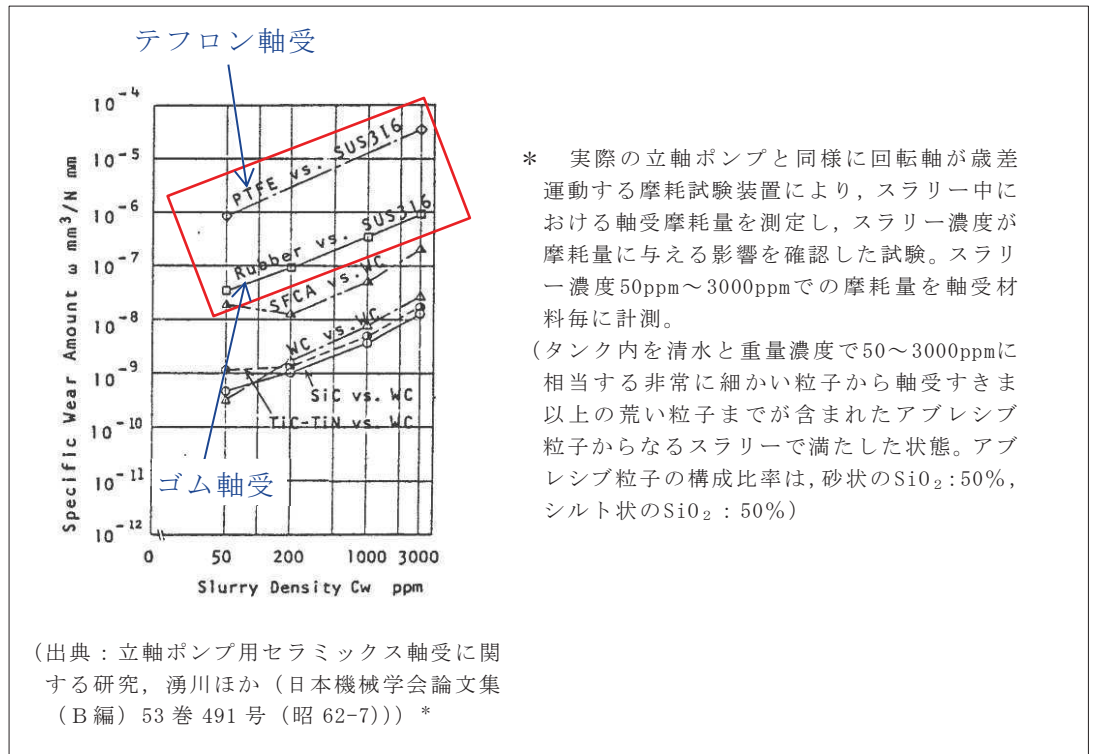 テフロン軸受
10⁻⁴
10⁻⁵
10⁻⁶
10⁻⁷
10⁻⁸
10⁻⁹
10⁻¹⁰
10⁻¹¹
10⁻¹²
Specific Wear Amount ω mm³/N mm
PTFE vs. SUS316
Rubber vs. SUS316
SFCA vs.WC
WC vs.WC
SiC vs. WC
TiC-TiN vs.WC
ゴム軸受
0 50 200 1000 3000
Slurry Density Cw ppm
* 実際の立軸ポンプと同様に回転軸が歳差
運動する摩耗試験装置により，スラリー中に
おける軸受摩耗量を測定し，スラリー濃度が
摩耗量に与える影響を確認した試験。スラリ
ー濃度50ppm～3000ppmでの摩耗量を軸受材
料毎に計測。
（タンク内を清水と重量濃度で50～3000ppmに
相当する非常に細かい粒子から軸受すきま
以上の荒い粒子までが含まれたアブレシブ
粒子からなるスラリーで満たした状態。アブ
レシブ粒子の構成比率は，砂状のSiO₂：50％，
シルト状のSiO₂：50％）
（出典：立軸ポンプ用セラミックス軸受に関
する研究，湧川ほか（日本機械学会論文集
（Ｂ編）53 巻 491 号（昭 62-7）））*